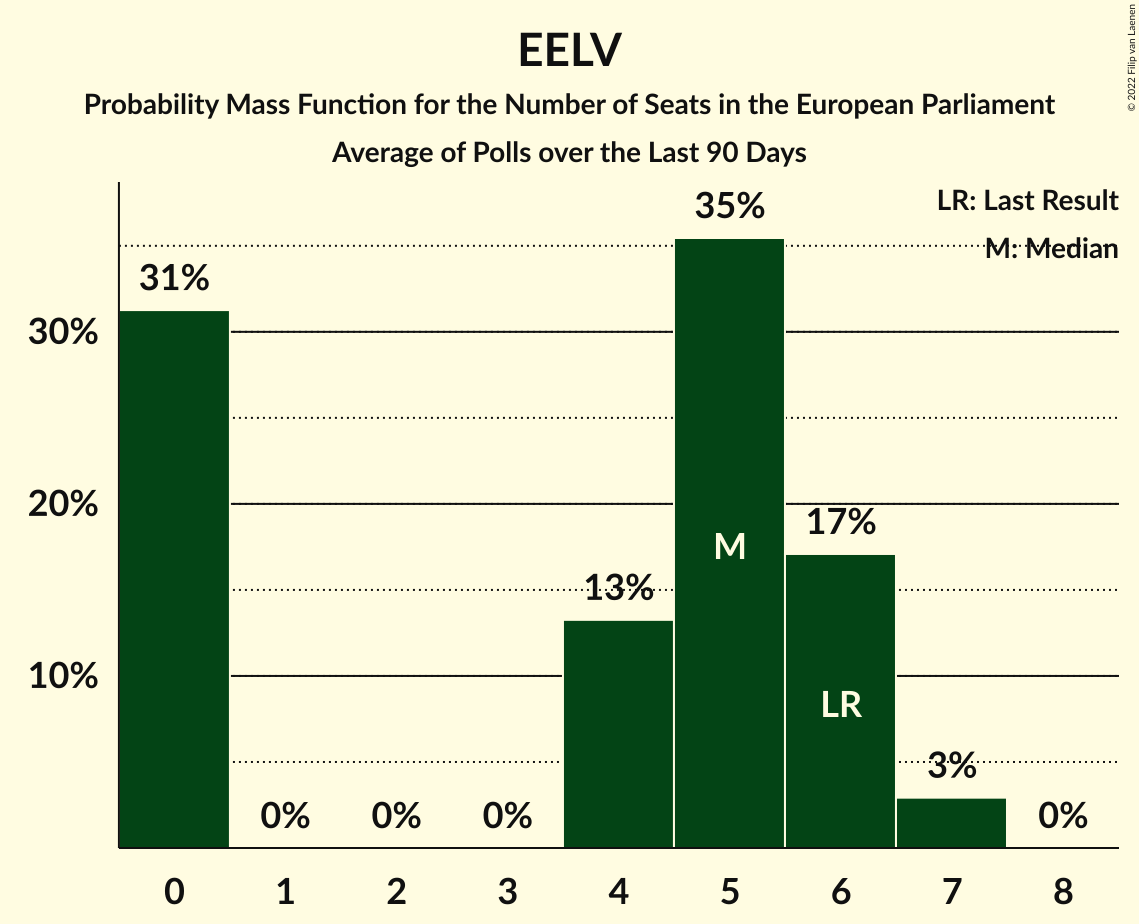 EELV
Probability Mass Function for the Number of Seats in the European Parliament
Average of Polls over the Last 90 Days
© 2022 Filip van Laenen
LR: Last Result
M: Median
30%
20%
10%
31%
0%
0%
0%
13%
35%
17%
3%
0%
M
LR
0 1 2 3 4 5 6 7 8